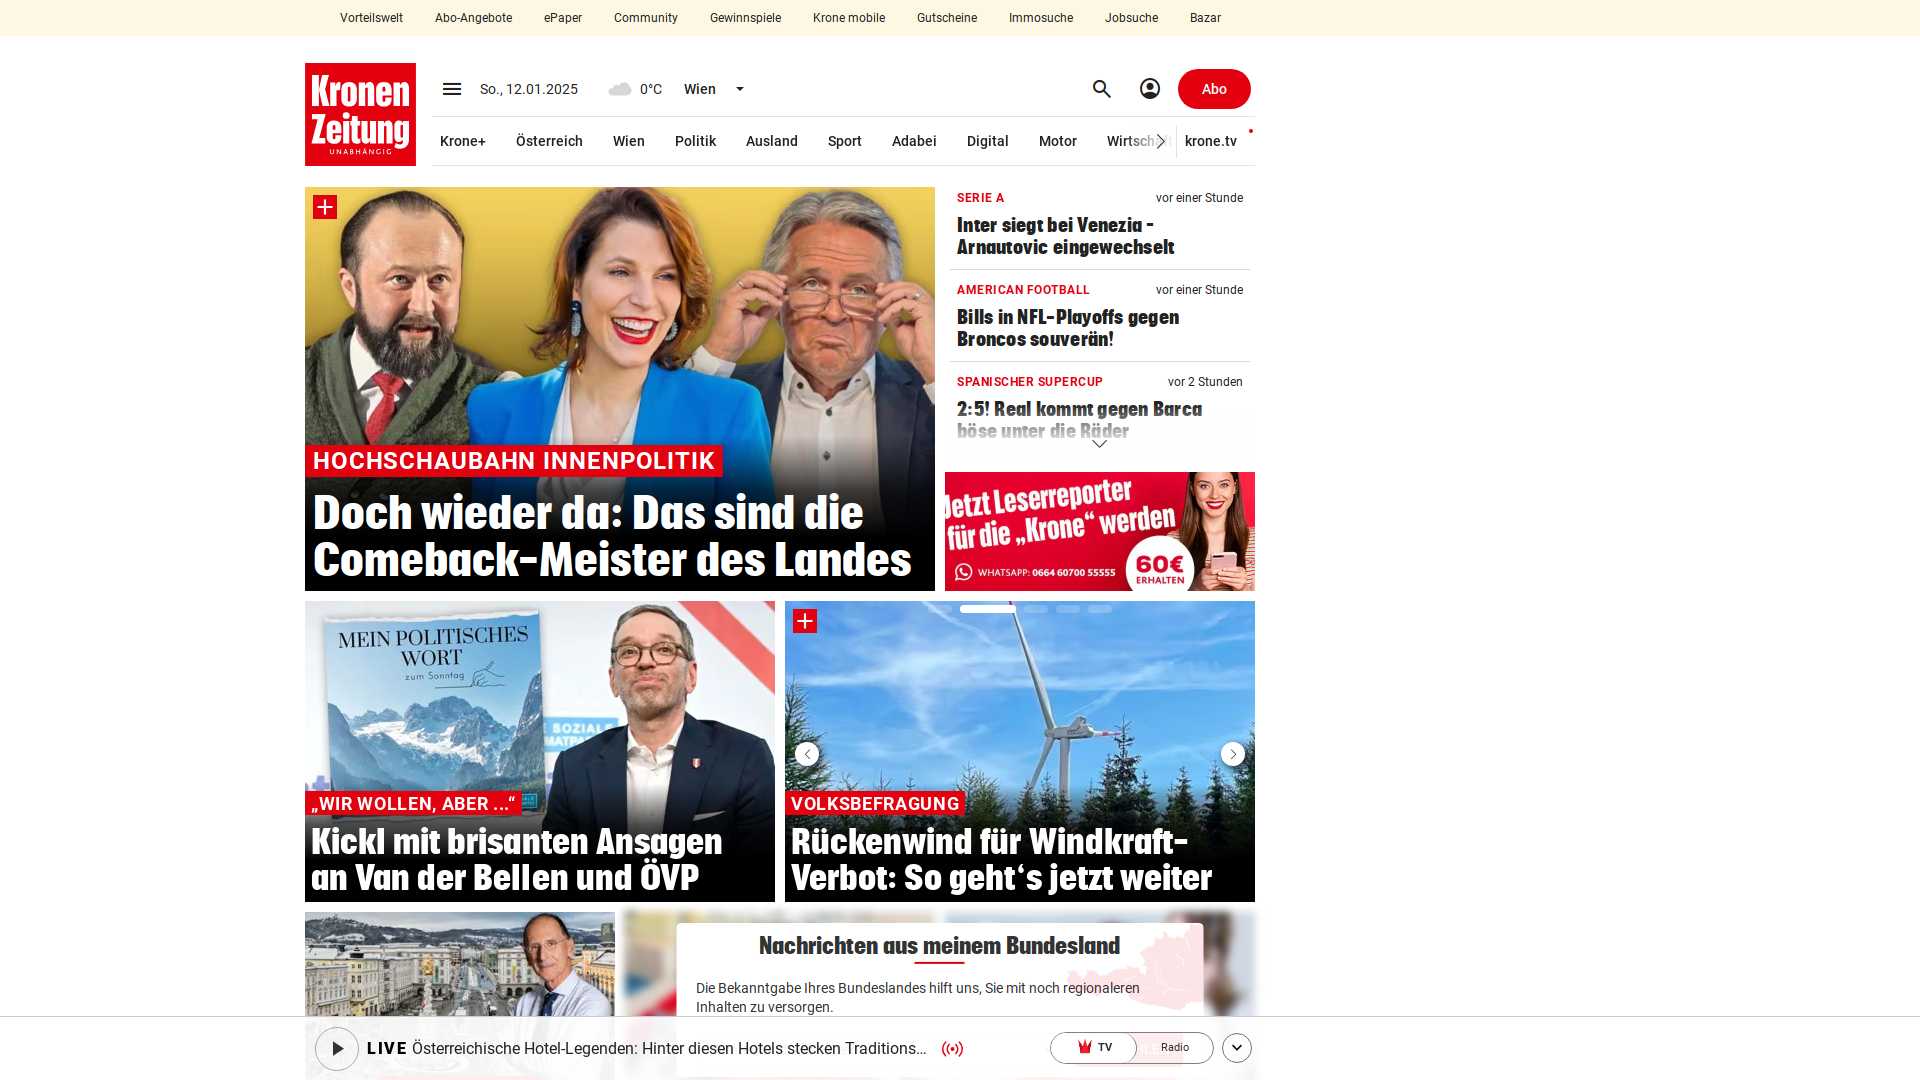 Vorteilswelt Abo-Angebote ePaper Community Gewinnspiele Krone mobile Gutscheine Immosuche Jobsuche Bazar
Kronen
Zeitung
UNABHÄNGIG
So., 12.01.2025 0°C Wien Abo
Krone+ Österreich Wien Politik Ausland Sport Adabei Digital Motor Wirtschaft krone.tv
HOCHSCHAUBAHN INNENPOLITIK
Doch wieder da: Das sind die
Comeback-Meister des Landes
SERIE A vor einer Stunde
Inter siegt bei Venezia –
Arnautovic eingewechselt
AMERICAN FOOTBALL vor einer Stunde
Bills in NFL-Playoffs gegen
Broncos souverän!
SPANISCHER SUPERCUP vor 2 Stunden
2:5! Real kommt gegen Barca
böse unter die Räder
Jetzt Leserreporter
für die „Krone“ werden
WHATSAPP: 0664 60700 55555
60€
ERHALTEN
MEIN POLITISCHES
WORT
zum Sonntag
SOZIALE
„WIR WOLLEN, ABER ...“
Kickl mit brisanten Ansagen
an Van der Bellen und ÖVP
VOLKSBEFRAGUNG
Rückenwind für Windkraft-
Verbot: So geht‘s jetzt weiter
Nachrichten aus meinem Bundesland
Die Bekanntgabe Ihres Bundeslandes hilft uns, Sie mit noch regionaleren
Inhalten zu versorgen.
LIVE Österreichische Hotel-Legenden: Hinter diesen Hotels stecken Traditions... TV Radio